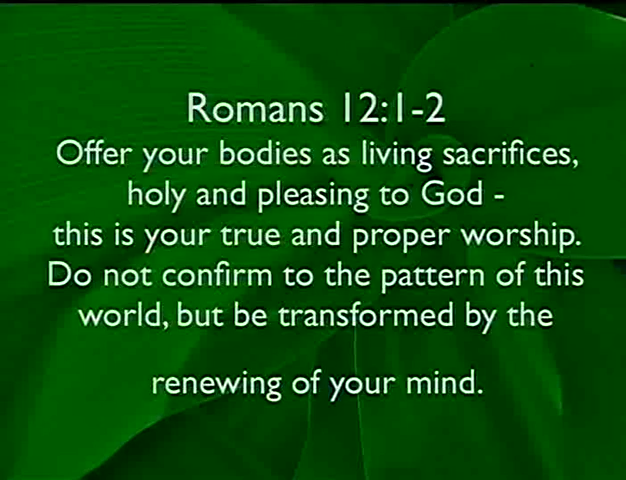 Romans 12:1-2
Offer your bodies as living sacrifices,
holy and pleasing to God -
this is your true and proper worship.
Do not confirm to the pattern of this
world, but be transformed by the
renewing of your mind.